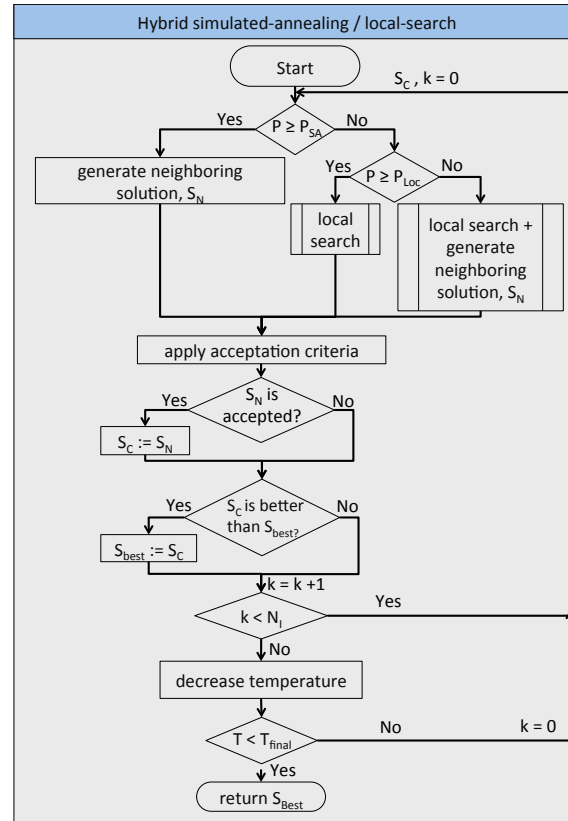 Hybrid simulated-annealing / local-search
Start
S_C , k = 0
Yes
P ≥ P_SA
No
generate neighboring
solution, S_N
Yes
P ≥ P_Loc
No
local
search
local search +
generate
neighboring
solution, S_N
apply acceptation criteria
Yes
S_N is
accepted?
No
S_C := S_N
Yes
S_C is better
than S_best?
No
S_best := S_C
k = k +1
k < N_I
Yes
No
decrease temperature
T < T_final
No
k = 0
Yes
return S_Best